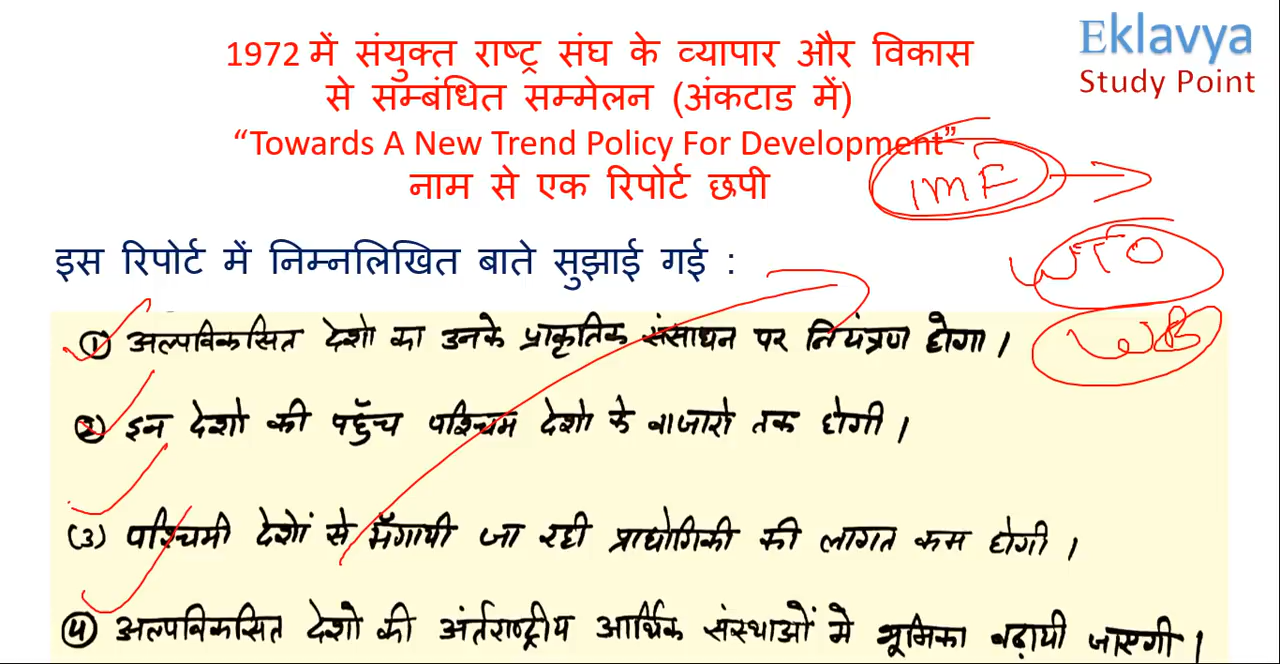 Eklavya
Study Point
1972 में संयुक्त राष्ट्र संघ के व्यापार और विकास
से सम्बंधित सम्मेलन (अंकटाड में)
“Towards A New Trend Policy For Development”
नाम से एक रिपोर्ट छपी
IMF
WTO
WB
इस रिपोर्ट में निम्नलिखित बाते सुझाई गई :
(1) अल्पविकसित देशो का उनके प्राकृतिक संसाधन पर नियंत्रण होगा।
(2) इन देशो की पहुँच पश्चिम देशो के बाजारो तक होगी।
(3) पश्चिमी देशों से मँगायी जा रही प्राद्योगिकी की लागत कम होगी।
(4) अल्पविकसित देशो की अंर्तराष्ट्रीय आर्थिक संस्थाओं मे भूमिका बढ़ायी जाएगी।